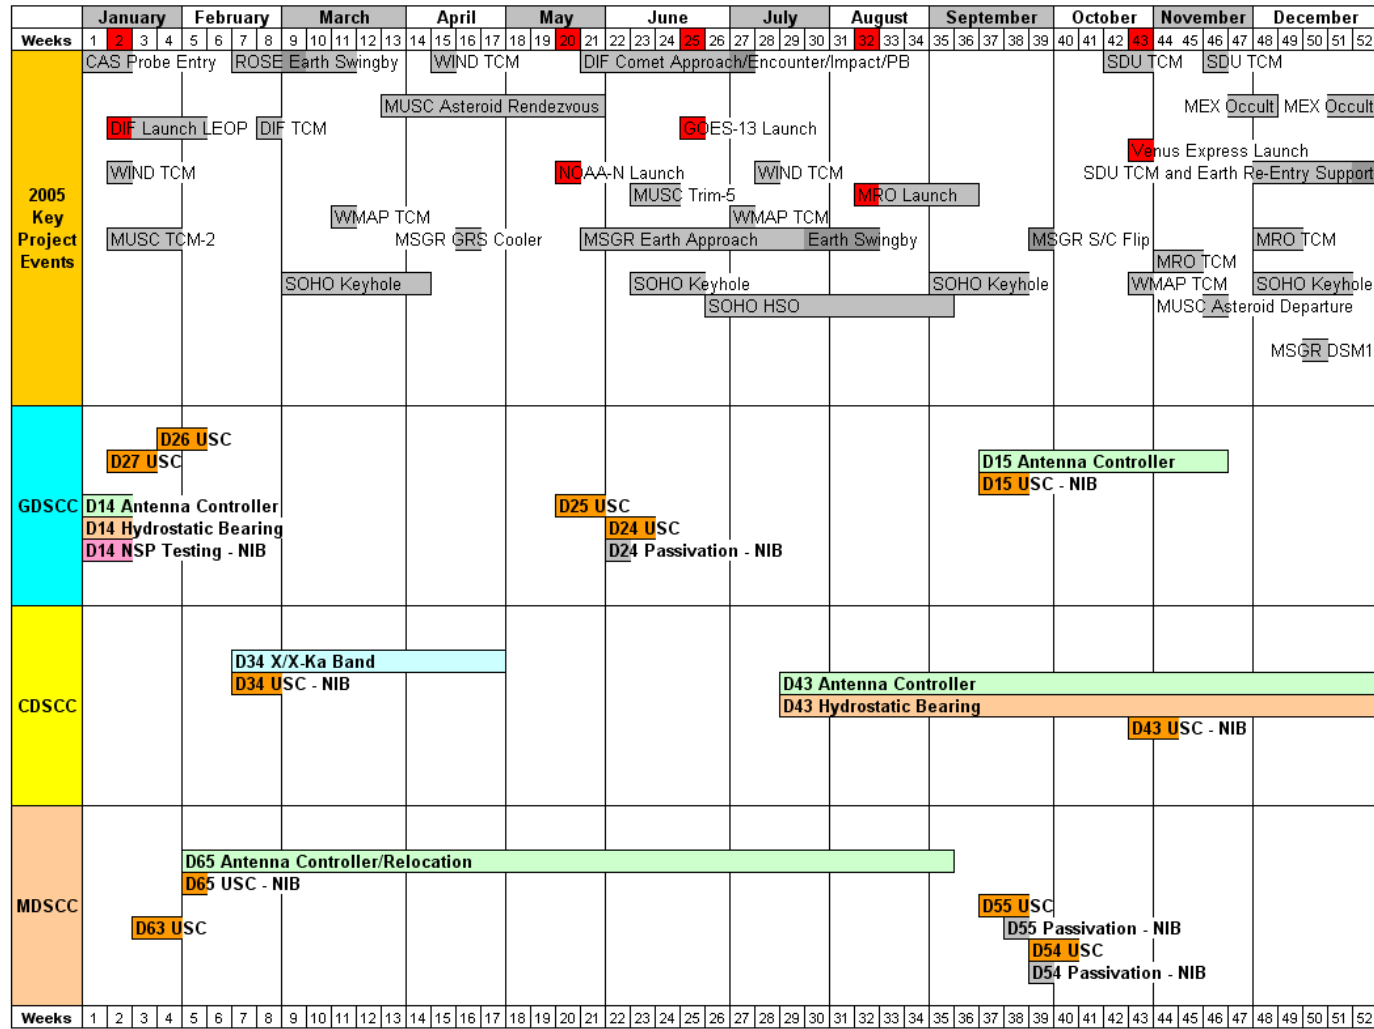 January February March April May June July August September October November December
Weeks 1 2 3 4 5 6 7 8 9 10 11 12 13 14 15 16 17 18 19 20 21 22 23 24 25 26 27 28 29 30 31 32 33 34 35 36 37 38 39 40 41 42 43 44 45 46 47 48 49 50 51 52
CAS Probe Entry ROSE Earth Swingby WIND TCM DIF Comet Approach/Encounter/Impact/PB SDU TCM SDU TCM
MUSC Asteroid Rendezvous MEX Occult MEX Occult
DIF Launch LEOP DIF TCM GOES-13 Launch
Venus Express Launch
WIND TCM NOAA-N Launch WIND TCM SDU TCM and Earth Re-Entry Support
2005
Key
Project
Events
MUSC Trim-5 MRO Launch
WMAP TCM WMAP TCM
MUSC TCM-2 MSGR GRS Cooler MSGR Earth Approach Earth Swingby MSGR S/C Flip MRO TCM
MRO TCM
SOHO Keyhole SOHO Keyhole SOHO Keyhole WMAP TCM SOHO Keyhole
SOHO HSO MUSC Asteroid Departure
MSGR DSM1
D26 USC
D27 USC D15 Antenna Controller
D15 USC - NIB
GDSCC D14 Antenna Controller D25 USC
D14 Hydrostatic Bearing D24 USC
D14 NSP Testing - NIB D24 Passivation - NIB
D34 X/X-Ka Band
D34 USC - NIB D43 Antenna Controller
CDSCC D43 Hydrostatic Bearing
D43 USC - NIB
D65 Antenna Controller/Relocation
D65 USC - NIB
MDSCC D55 USC
D63 USC D55 Passivation - NIB
D54 USC
D54 Passivation - NIB
Weeks 1 2 3 4 5 6 7 8 9 10 11 12 13 14 15 16 17 18 19 20 21 22 23 24 25 26 27 28 29 30 31 32 33 34 35 36 37 38 39 40 41 42 43 44 45 46 47 48 49 50 51 52